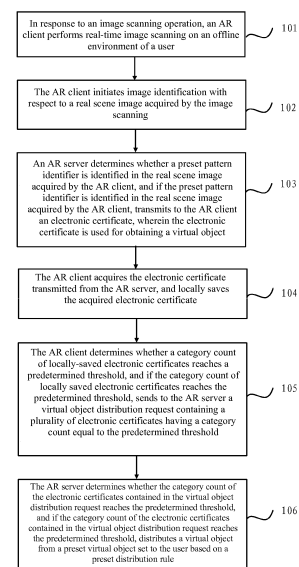 In response to an image scanning operation, an AR
client performs real-time image scanning on an offline
environment of a user
101
The AR client initiates image identification with
respect to a real scene image acquired by the image
scanning
102
An AR server determines whether a preset pattern
identifier is identified in the real scene image
acquired by the AR client, and if the preset pattern
identifier is identified in the real scene image
acquired by the AR client, transmits to the AR client
an electronic certificate, wherein the electronic
certificate is used for obtaining a virtual object
103
The AR client acquires the electronic certificate
transmitted from the AR server, and locally saves
the acquired electronic certificate
104
The AR client determines whether a category count
of locally-saved electronic certificates reaches a
predetermined threshold, and if the category count of
locally saved electronic certificates reaches the
predetermined threshold, sends to the AR server a
virtual object distribution request containing a
plurality of electronic certificates having a category
count equal to the predetermined threshold
105
The AR server determines whether the category count of
the electronic certificates contained in the virtual object
distribution request reaches the predetermined threshold,
and if the category count of the electronic certificates
contained in the virtual object distribution request reaches
the predetermined threshold, distributes a virtual object
from a preset virtual object set to the user based on a
preset distribution rule
106